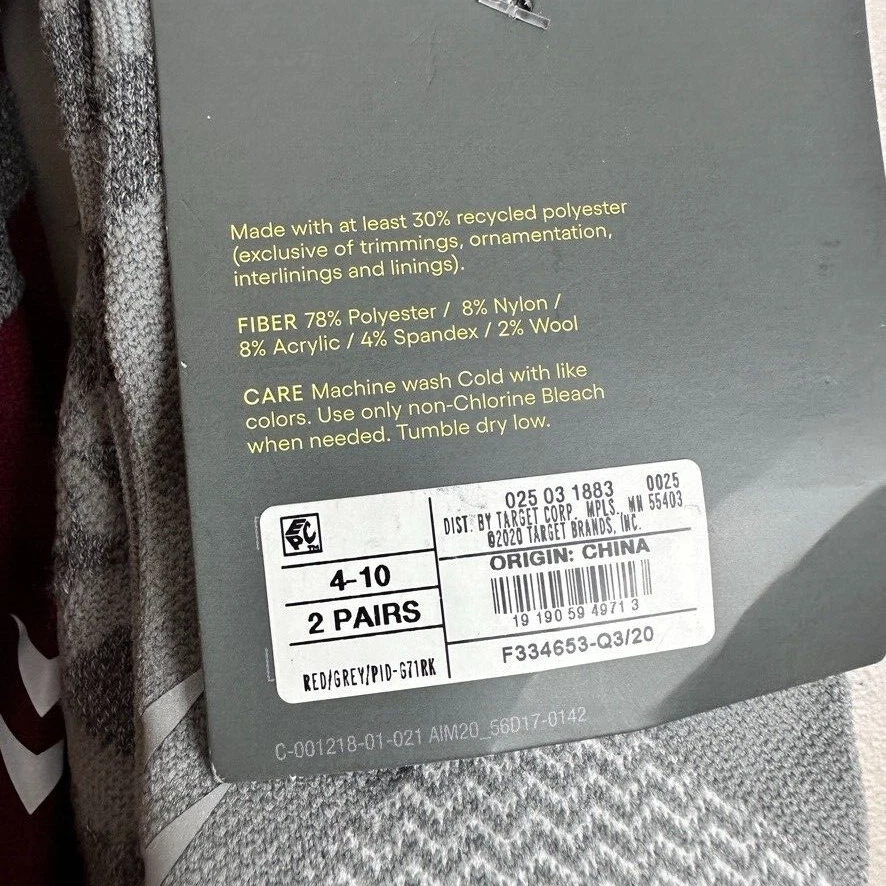 Made with at least 30% recycled polyester
(exclusive of trimmings, ornamentation,
interlinings and linings).
FIBER 78% Polyester / 8% Nylon /
8% Acrylic / 4% Spandex / 2% Wool
CARE Machine wash Cold with like
colors. Use only non-Chlorine Bleach
when needed. Tumble dry low.
EPC TM
4-10
2 PAIRS
RED/GREY/PID-G71RK
025 03 1883 0025
DIST. BY TARGET CORP., MPLS., MN 55403
©2020 TARGET BRANDS, INC.
ORIGIN: CHINA
19 190 59 4971 3
F334653-Q3/20
C-001218-01-021 AIM20_56D17-0142